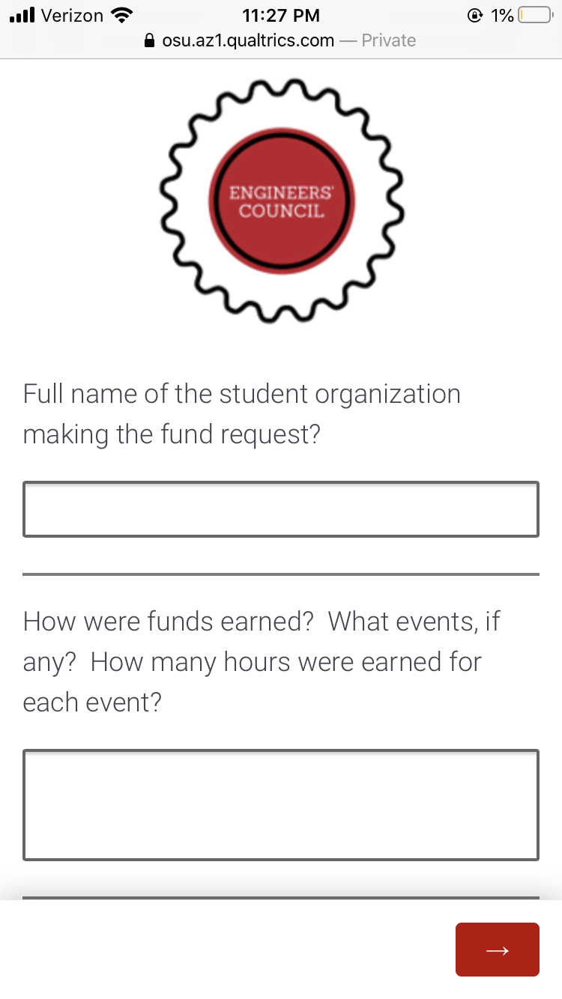 Verizon 11:27 PM 1%
osu.az1.qualtrics.com — Private
ENGINEERS'
COUNCIL
Full name of the student organization
making the fund request?
How were funds earned?  What events, if
any?  How many hours were earned for
each event?
→